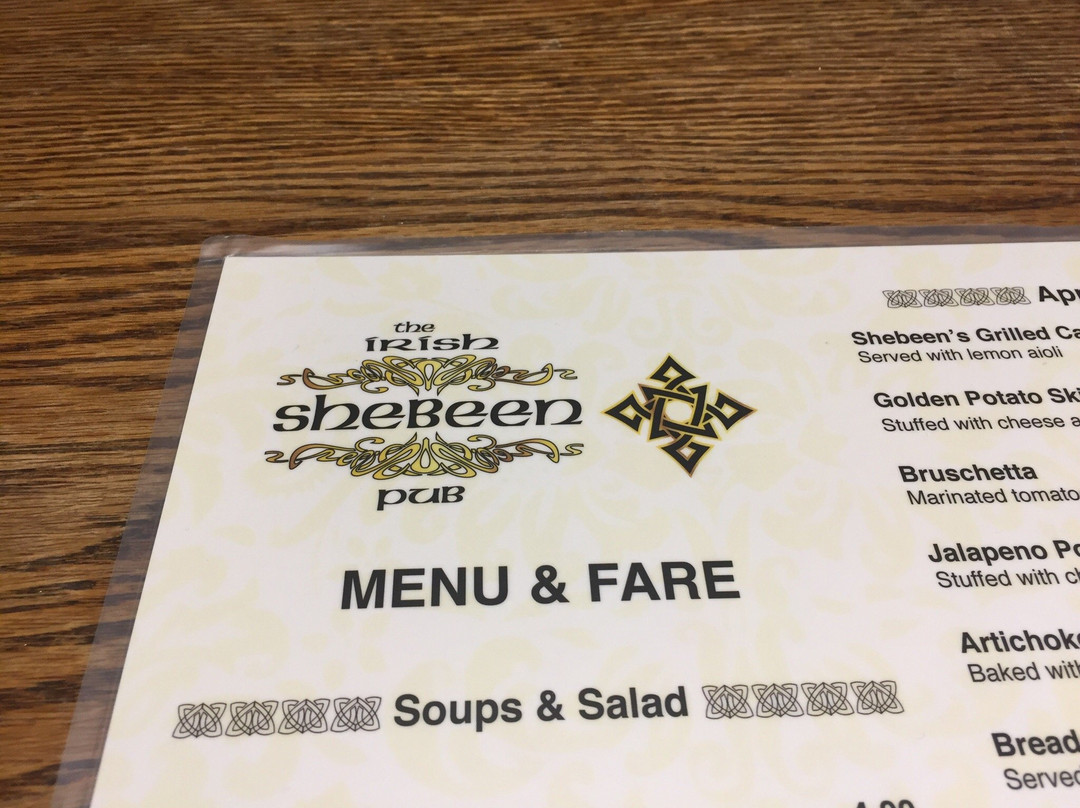 the
irish
sheBeen
puB
MENU & FARE
Soups & Salad
Shebeen's Grilled
Served with lemon aioli
Golden Potato
Stuffed with cheese
Bruschetta
Marinated
Jalapeno
Stuffed with
Baked with
Bread
Served